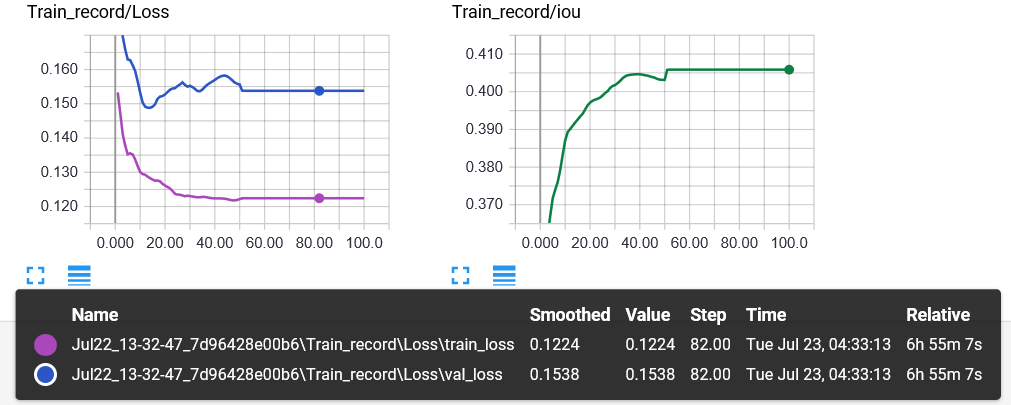 Train_record/Loss
Train_record/iou
0.160
0.150
0.140
0.130
0.120
0.000 20.00 40.00 60.00 80.00 100.0
0.410
0.400
0.390
0.380
0.370
0.000 20.00 40.00 60.00 80.00 100.0
Name Smoothed Value Step Time Relative
Jul22_13-32-47_7d96428e00b6\Train_record\Loss\train_loss 0.1224 0.1224 82.00 Tue Jul 23, 04:33:13 6h 55m 7s
Jul22_13-32-47_7d96428e00b6\Train_record\Loss\val_loss 0.1538 0.1538 82.00 Tue Jul 23, 04:33:13 6h 55m 7s